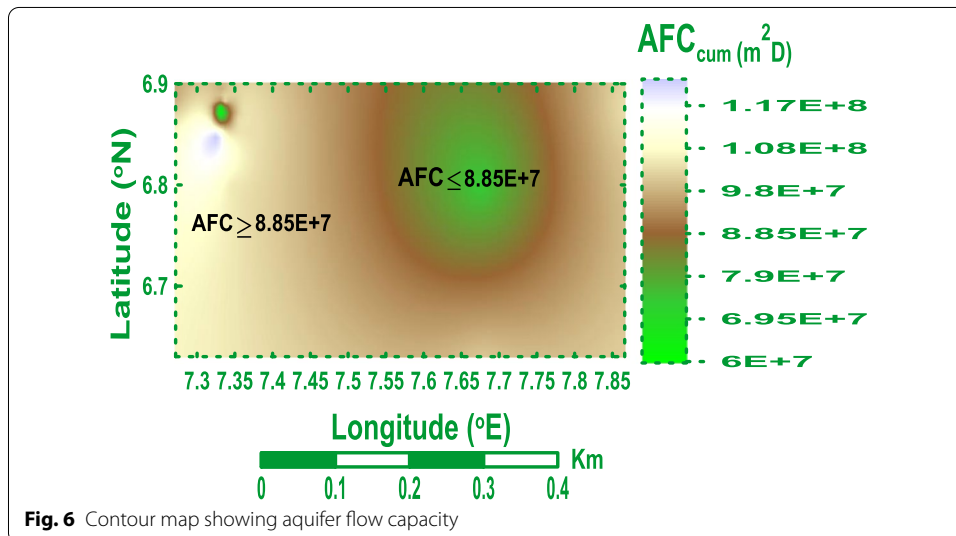 AFCcum (m²D)
6.9
6.8
6.7
Latitude (ºN)
AFC ≤ 8.85E+7
AFC ≥ 8.85E+7
1.17E+8
1.08E+8
9.8E+7
8.85E+7
7.9E+7
6.95E+7
6E+7
7.3 7.35 7.4 7.45 7.5 7.55 7.6 7.65 7.7 7.75 7.8 7.85
Longitude (ºE)
Km
0 0.1 0.2 0.3 0.4
Fig. 6 Contour map showing aquifer flow capacity